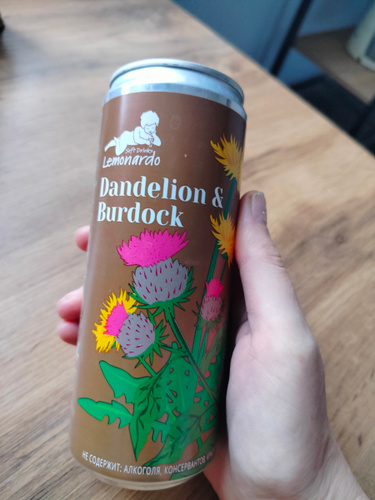 Soft Drinks
Lemonardo
Dandelion &
Burdock
НЕ СОДЕРЖИТ: АЛКОГОЛЯ, КОНСЕРВАНТОВ